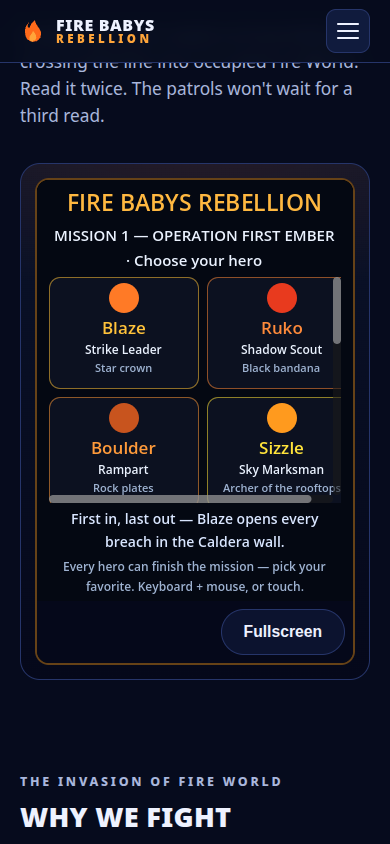 FIRE BABYS
REBELLION
crossing the line into occupied Fire World.
Read it twice. The patrols won't wait for a
third read.
FIRE BABYS REBELLION
MISSION 1 — OPERATION FIRST EMBER
· Choose your hero
Blaze
Strike Leader
Star crown
Ruko
Shadow Scout
Black bandana
Boulder
Rampart
Rock plates
Sizzle
Sky Marksman
Archer of the rooftops
First in, last out — Blaze opens every
breach in the Caldera wall.
Every hero can finish the mission — pick your
favorite. Keyboard + mouse, or touch.
Fullscreen
THE INVASION OF FIRE WORLD
WHY WE FIGHT